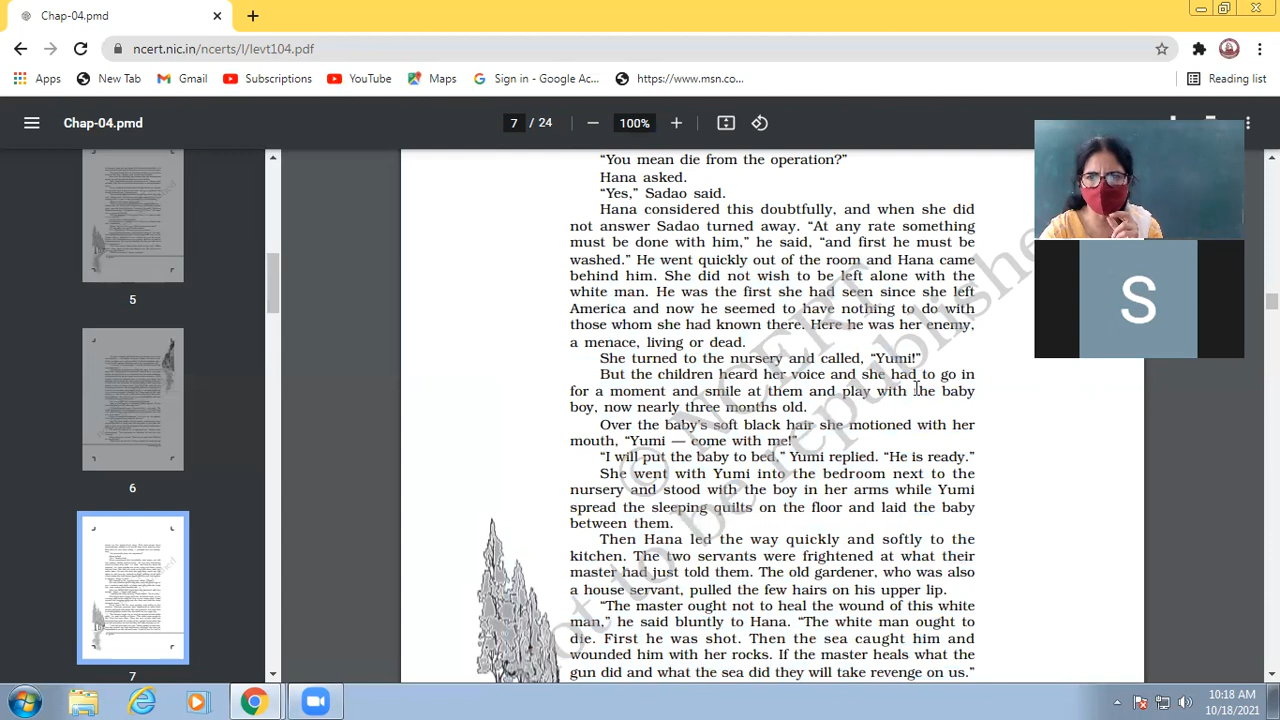 Chap-04.pmd
ncert.nic.in/ncerts/l/levt104.pdf
Apps New Tab Gmail Subscriptions YouTube Maps Sign in - Google Ac... https://www.msn.co... Reading list
Chap-04.pmd 7 / 24 100%
5
6
7
"You mean die from the operation?"
Hana asked.
"Yes," Sadao said.
Hana considered this doubtfully, and when she did
not answer Sadao turned away. "At any rate something
must be done with him," he said, "and first he must be
washed." He went quickly out of the room and Hana came
behind him. She did not wish to be left alone with the
white man. He was the first she had seen since she left
America and now he seemed to have nothing to do with
those whom she had known there. Here he was her enemy,
a menace, living or dead.
She turned to the nursery and called, "Yumi!"
But the children heard her voice and she had to go in
for a moment and smile at them and play with the baby
boy, now nearly three months old.
Over the baby's soft black hair she motioned with her
mouth, "Yumi — come with me!"
"I will put the baby to bed," Yumi replied. "He is ready."
She went with Yumi into the bedroom next to the
nursery and stood with the boy in her arms while Yumi
spread the sleeping quilts on the floor and laid the baby
between them.
Then Hana led the way quickly and softly to the
kitchen. The two servants were frightened at what their
master had just told them. The old gardener, who was also
a house servant, pulled the few hairs on his upper lip.
"The master ought not to heal the wound of this white
man," he said bluntly to Hana. "The white man ought to
die. First he was shot. Then the sea caught him and
wounded him with her rocks. If the master heals what the
gun did and what the sea did they will take revenge on us."
© NCERT
not to be republished
S
10:18 AM
10/18/2021